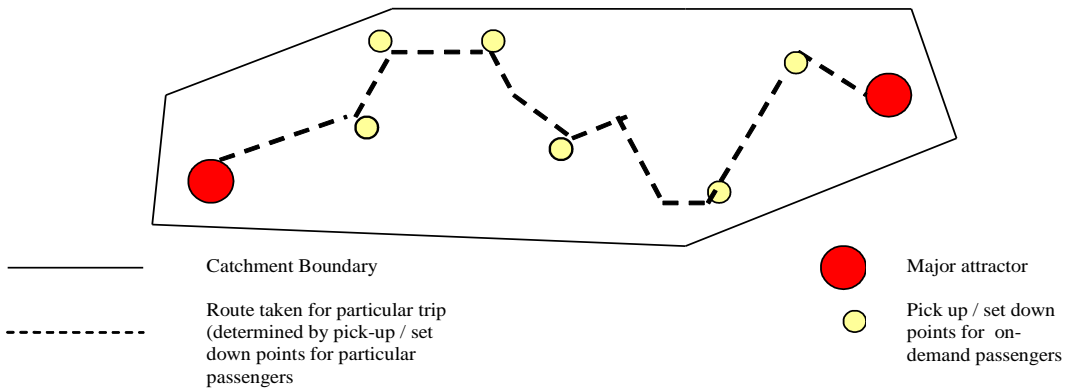 Catchment Boundary
Route taken for particular trip
(determined by pick-up / set
down points for particular
passengers
Major attractor
Pick up / set down
points for on-
demand passengers